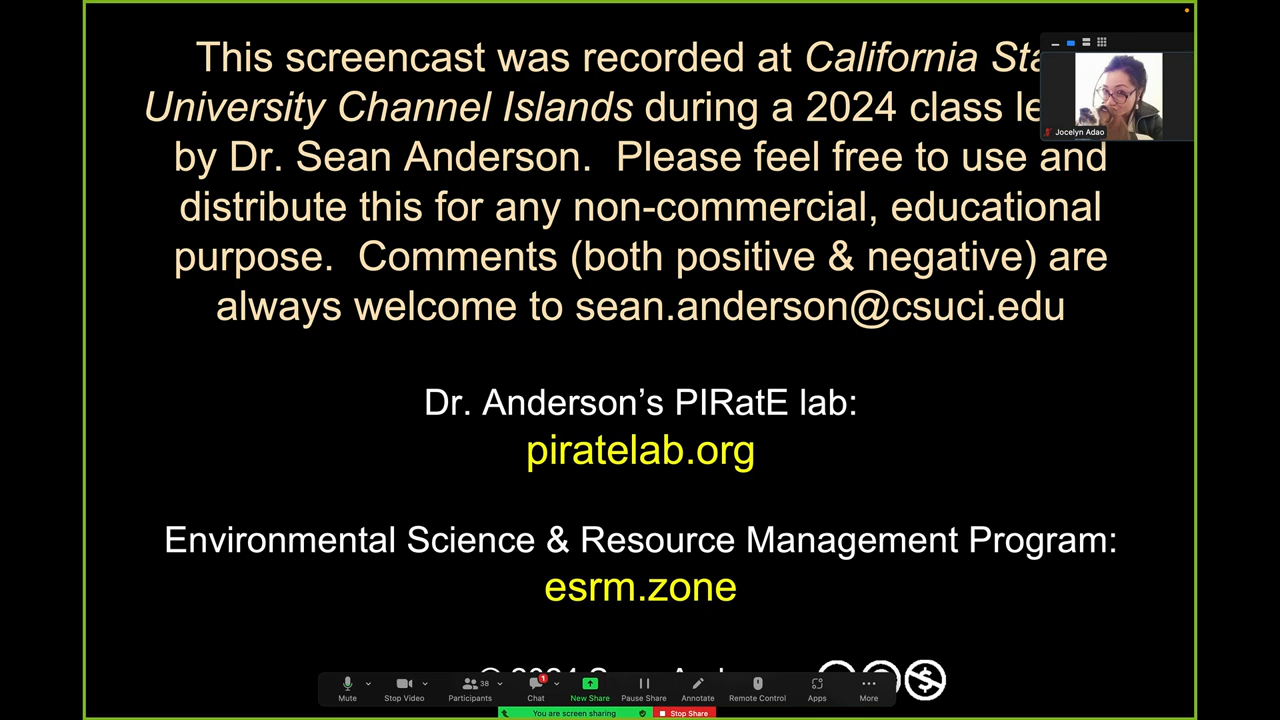 This screencast was recorded at California Sta
University Channel Islands during a 2024 class le
by Dr. Sean Anderson.  Please feel free to use and
distribute this for any non-commercial, educational
purpose.  Comments (both positive & negative) are
always welcome to sean.anderson@csuci.edu
Jocelyn Adao
Dr. Anderson’s PIRatE lab:
piratelab.org
Environmental Science & Resource Management Program:
esrm.zone
© 2024 Sean
38
1
Mute
Stop Video
Participants
Chat
New Share
Pause Share
Annotate
Remote Control
Apps
More
You are screen sharing
Stop Share